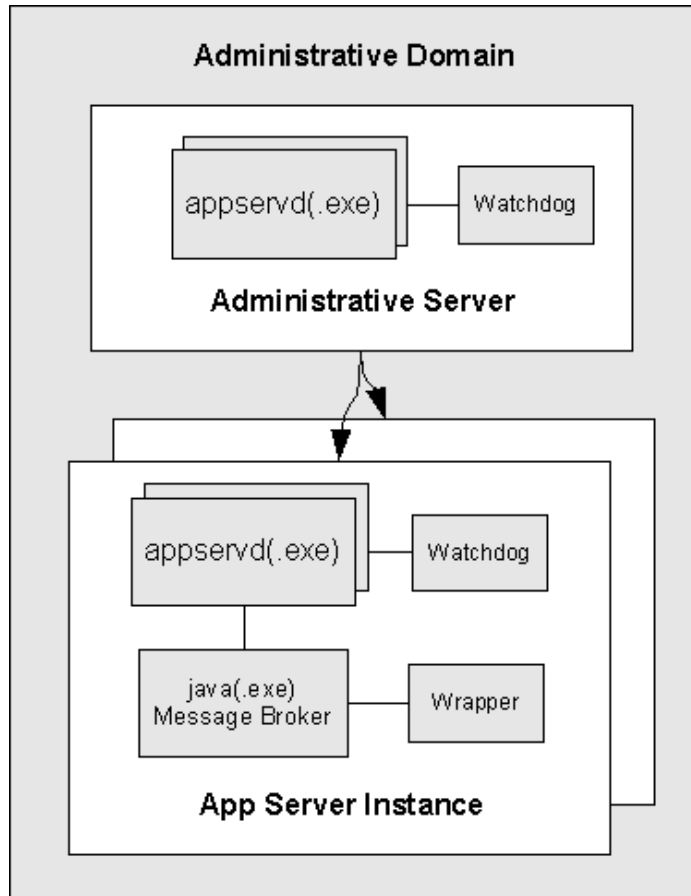 Administrative Domain
appservd(.exe)
Watchdog
Administrative Server
appservd(.exe)
Watchdog
java(.exe)
Message Broker
Wrapper
App Server Instance